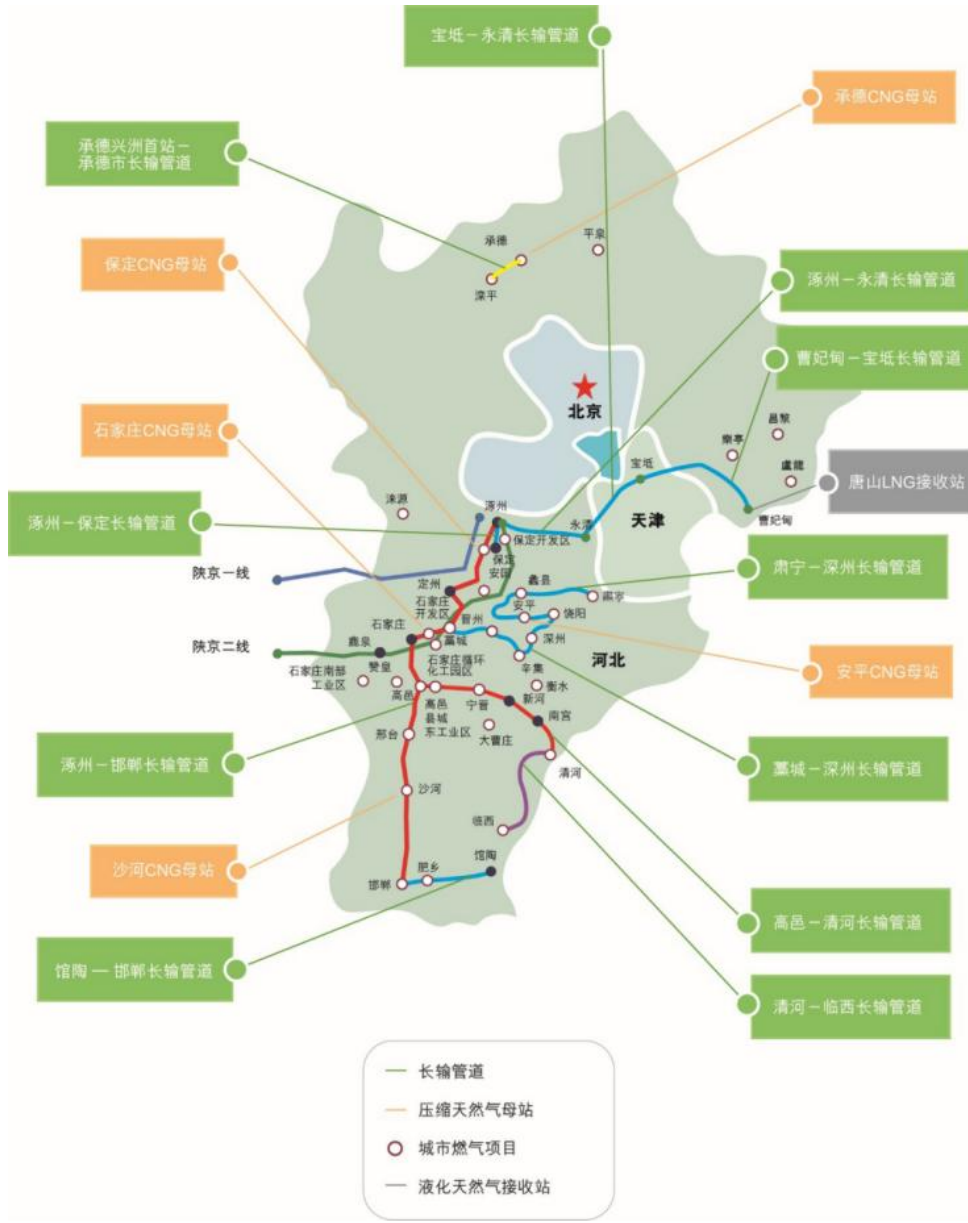 宝坻－永清长输管道
承德CNG母站
承德兴洲首站－
承德市长输管道
平泉
承德
滦平
保定CNG母站
涿州－永清长输管道
曹妃甸－宝坻长输管道
北京
石家庄CNG母站
昌黎
樂亭
盧龍
宝坻
唐山LNG接收站
涞源
涿州
天津
曹妃甸
涿州－保定长输管道
永清
保定开发区
保定
安国
陕京一线
定州
石家庄
开发区
蠡县
肃宁－深州长输管道
安平
饶阳
石家庄
晋州
藁城
深州
陕京二线
鹿泉
辛集
河北
石家庄循环
化工园区
石家庄南部
工业区
赞皇
衡水
安平CNG母站
高邑
高邑
县城
东工业区
宁晋
新河
南宫
邢台
大曹庄
涿州－邯郸长输管道
清河
藁城－深州长输管道
沙河
临西
沙河CNG母站
馆陶
肥乡
邯郸
高邑－清河长输管道
馆陶 — 邯郸长输管道
清河－临西长输管道
长输管道
压缩天然气母站
城市燃气项目
液化天然气接收站